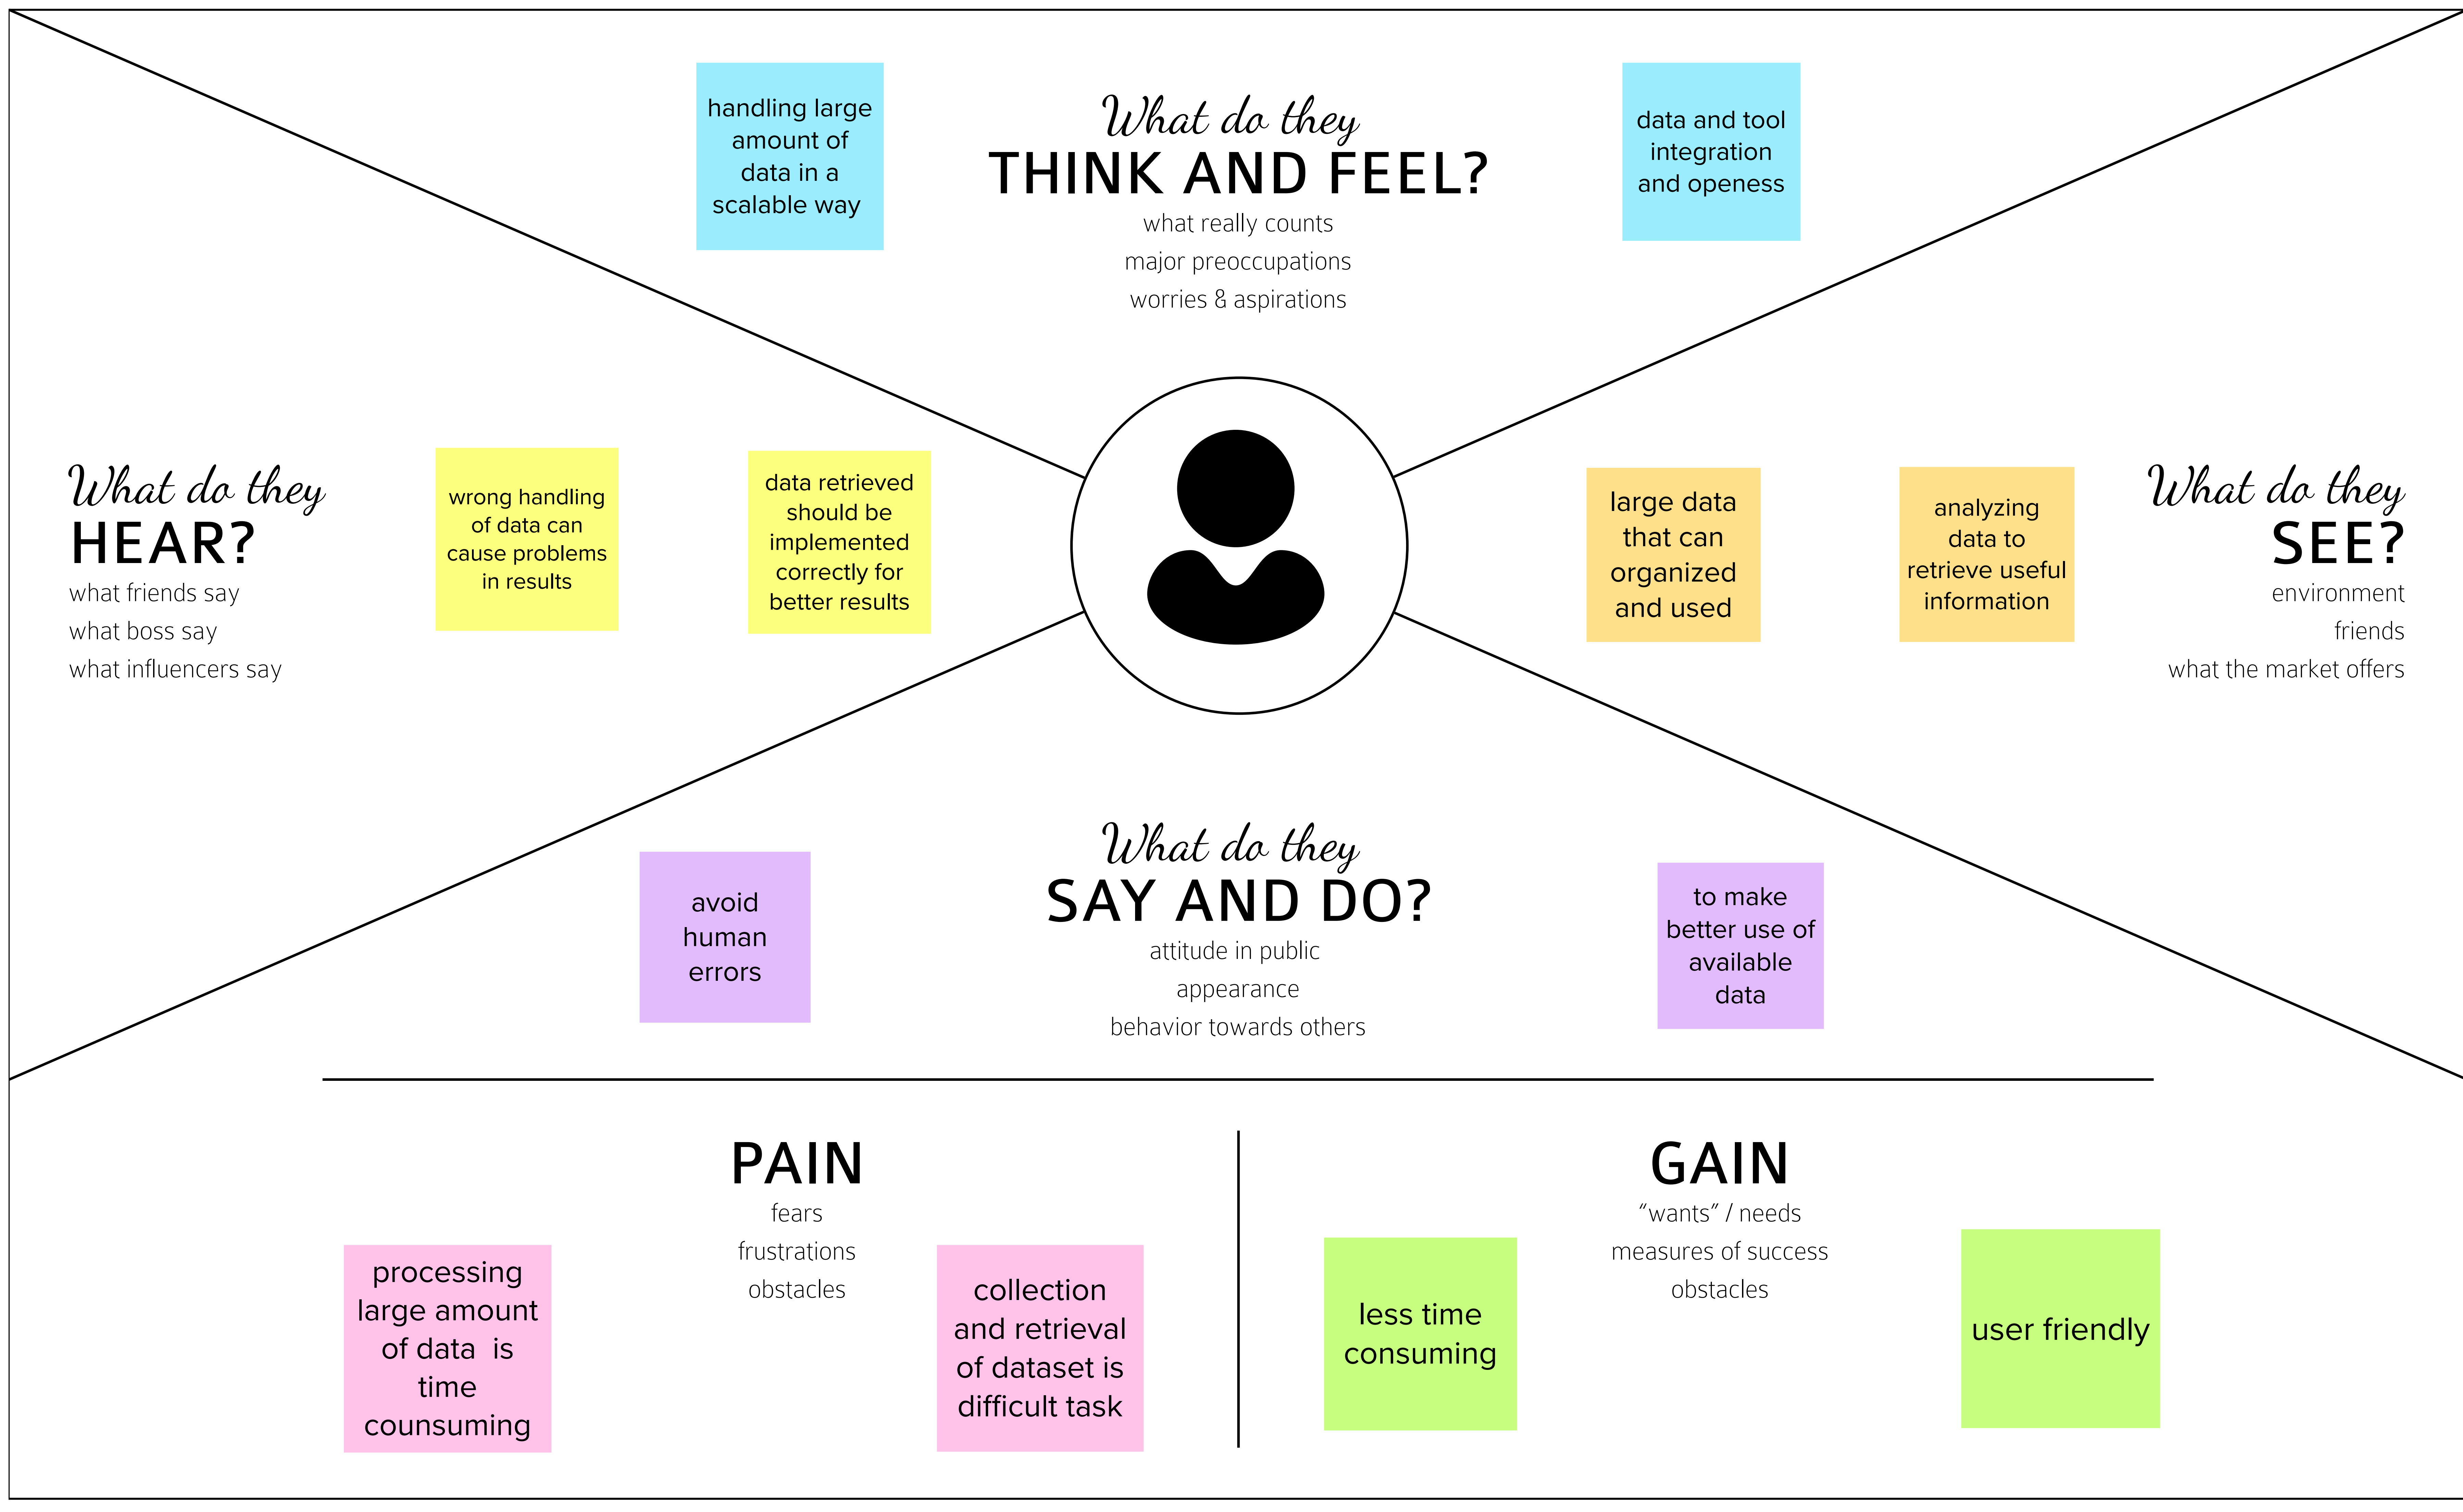 handling large
amount of
data in a
scalable way
What do they
THINK AND FEEL?
what really counts
major preoccupations
worries & aspirations
data and tool
integration
and openess
What do they
HEAR?
what friends say
what boss say
what influencers say
wrong handling
of data can
cause problems
in results
data retrieved
should be
implemented
correctly for
better results
large data
that can
organized
and used
analyzing
data to
retrieve useful
information
What do they
SEE?
environment
friends
what the market offers
avoid
human
errors
What do they
SAY AND DO?
attitude in public
appearance
behavior towards others
to make
better use of
available
data
PAIN
fears
frustrations
obstacles
processing
large amount
of data  is
time
counsuming
collection
and retrieval
of dataset is
difficult task
GAIN
“wants” / needs
measures of success
obstacles
less time
consuming
user friendly